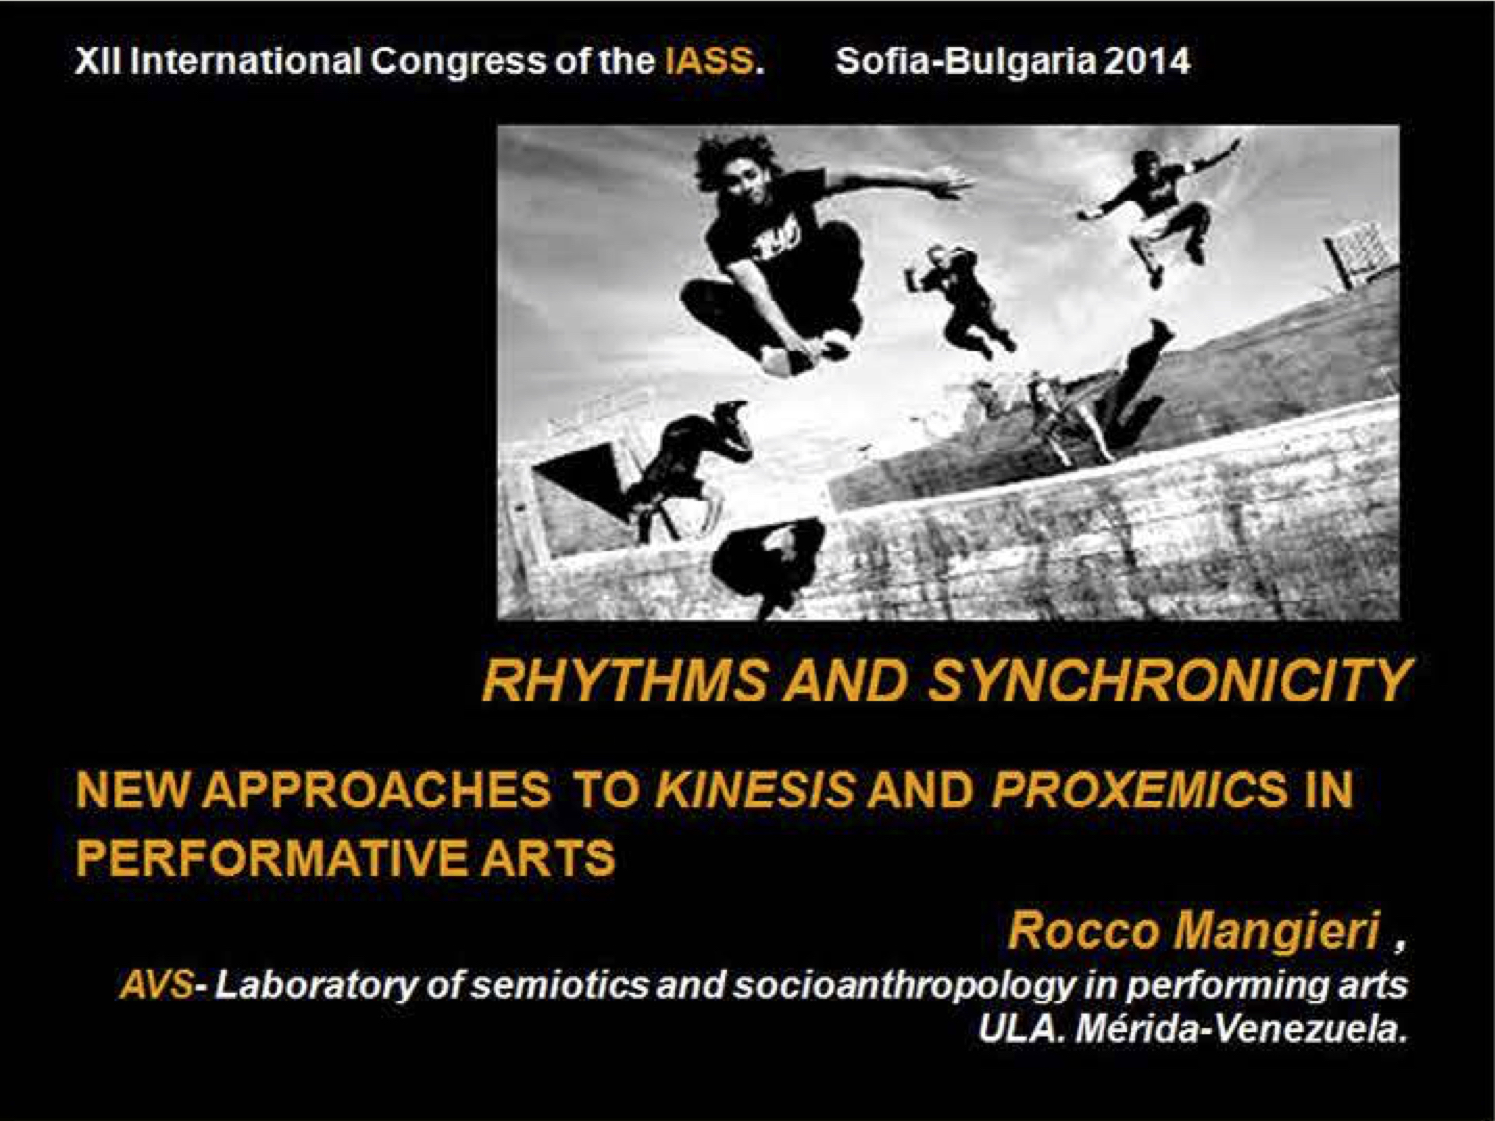 XII International Congress of the IASS. Sofia-Bulgaria 2014
RHYTHMS AND SYNCHRONICITY
NEW APPROACHES TO KINESIS AND PROXEMICS IN
PERFORMATIVE ARTS
Rocco Mangieri ,
AVS- Laboratory of semiotics and socioanthropology in performing arts
ULA. Mérida-Venezuela.